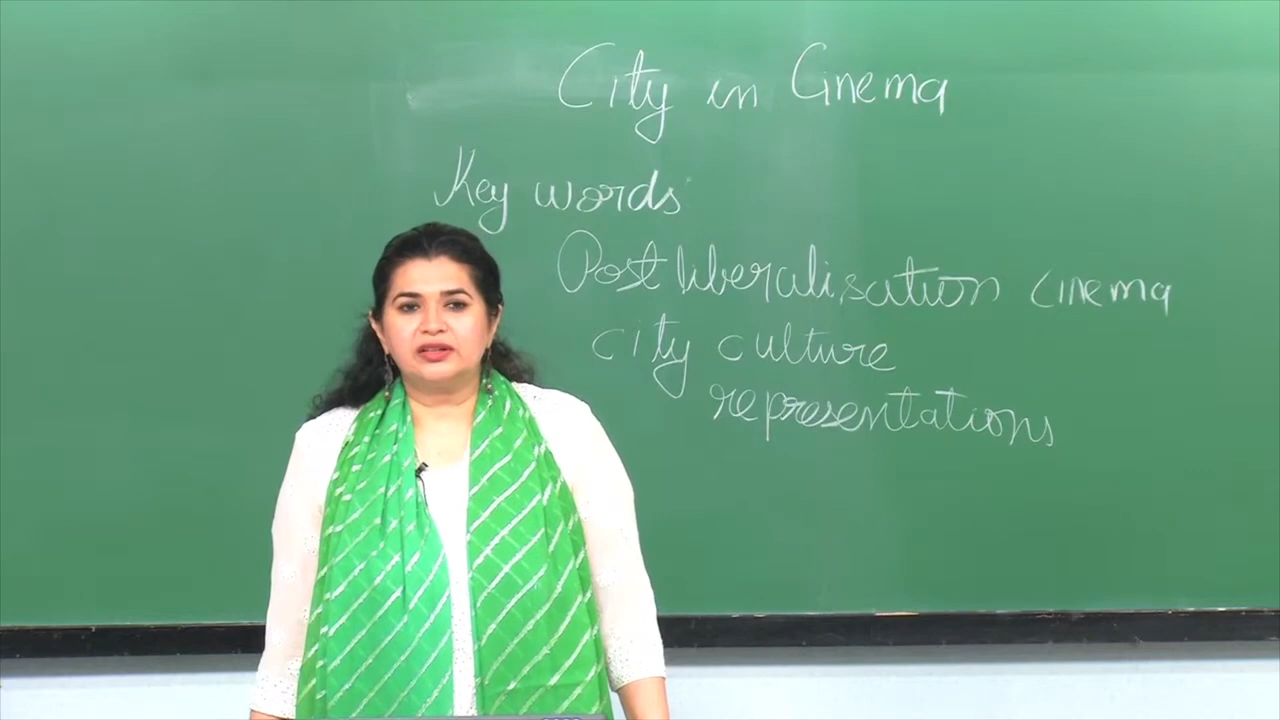 City in Cinema
Key words
Post liberalisation cinema
city culture
representations